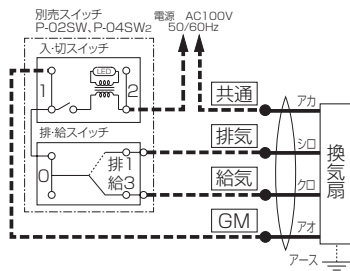 別売スイッチ
P-02SW、P-04SW2
電源 AC100V
50/60Hz
入・切スイッチ
LED
1
2
共通
アカ
排・給スイッチ
排気
シロ
0
排1
給3
給気
クロ
換気扇
GM
アオ
アース